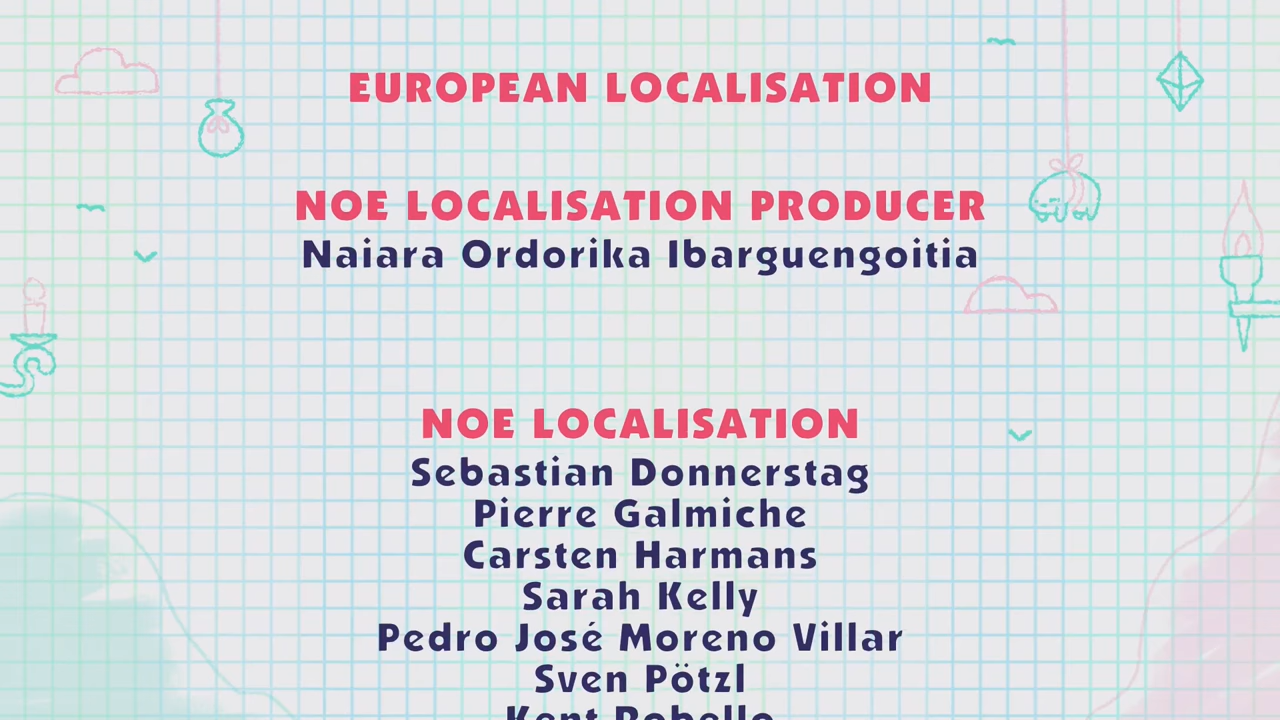 EUROPEAN LOCALISATION
NOE LOCALISATION PRODUCER
Naiara Ordorika Ibarguengoitia
NOE LOCALISATION
Sebastian Donnerstag
Pierre Galmiche
Carsten Harmans
Sarah Kelly
Pedro José Moreno Villar
Sven Pötzl
Kent